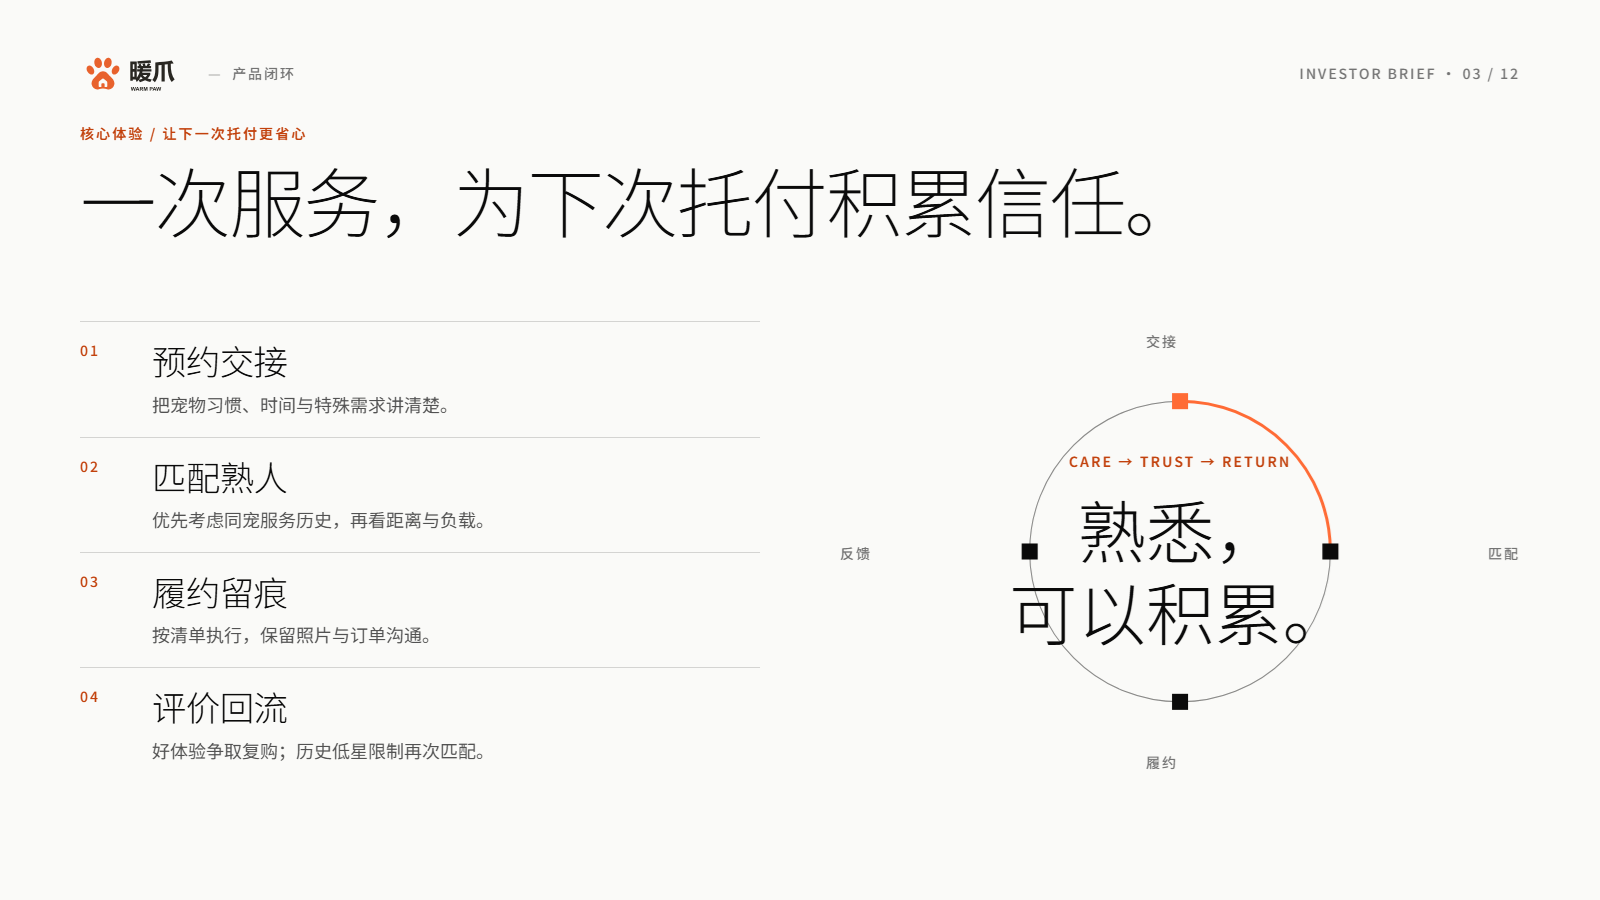 暖爪
WARM PAW
— 产品闭环
INVESTOR BRIEF · 03 / 12
核心体验 / 让下一次托付更省心
一次服务，为下次托付积累信任。
01
预约交接
把宠物习惯、时间与特殊需求讲清楚。
02
匹配熟人
优先考虑同宠服务历史，再看距离与负载。
03
履约留痕
按清单执行，保留照片与订单沟通。
04
评价回流
好体验争取复购；历史低星限制再次匹配。
交接
CARE → TRUST → RETURN
熟悉，
可以积累。
反馈
匹配
履约